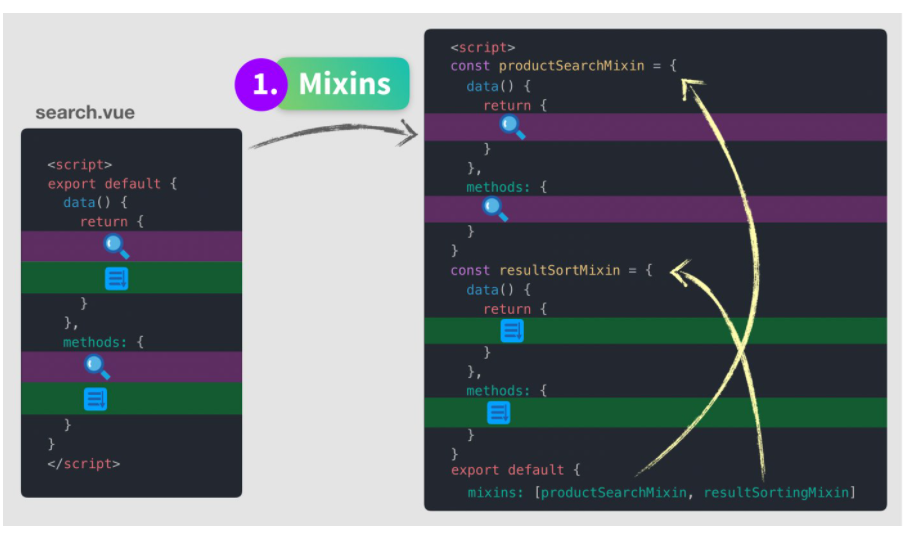 1. Mixins
search.vue
<script>
export default {
data() {
return {
}
},
methods: {
}
}
</script>
<script>
const productSearchMixin = {
data() {
return {
}
},
methods: {
}
}
const resultSortMixin = {
data() {
return {
}
},
methods: {
}
}
export default {
mixins: [productSearchMixin, resultSortingMixin]